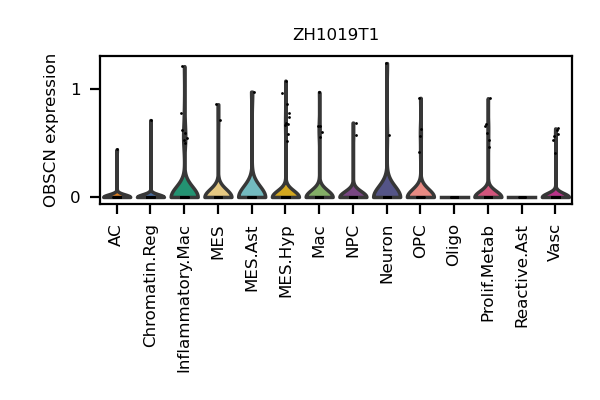 ZH1019T1
OBSCN expression
1
0
AC
Chromatin.Reg
Inflammatory.Mac
MES
MES.Ast
MES.Hyp
Mac
NPC
Neuron
OPC
Oligo
Prolif.Metab
Reactive.Ast
Vasc